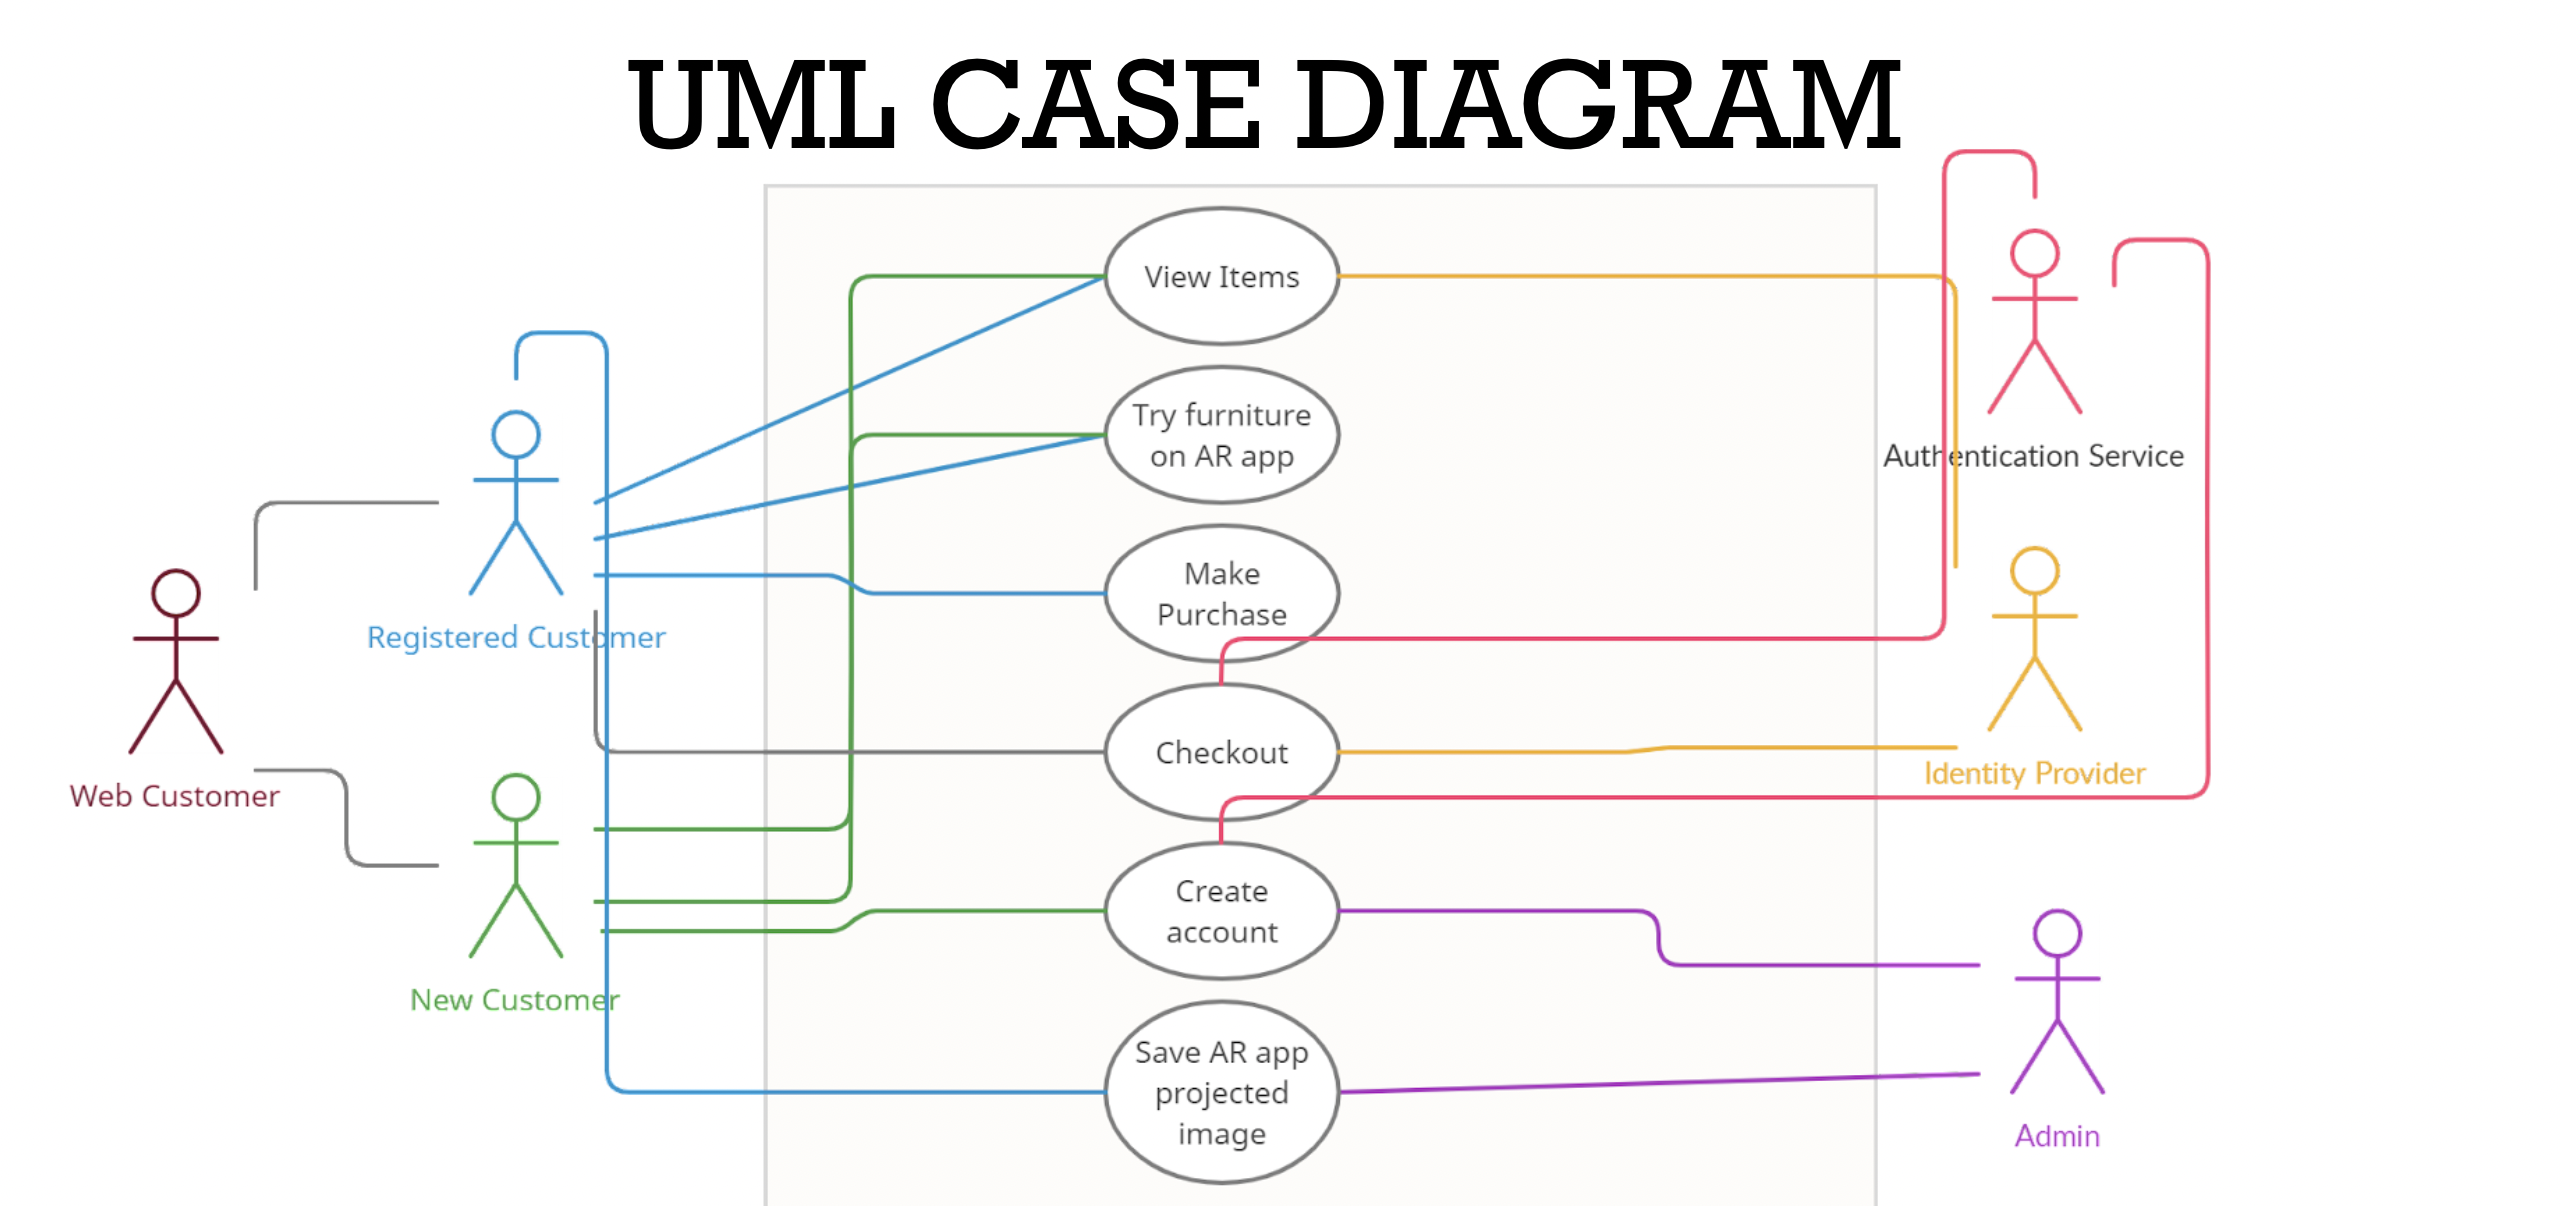 UML CASE DIAGRAM
View Items
Try furniture
on AR app
Authentication Service
Make
Purchase
Registered Customer
Checkout
Identity Provider
Web Customer
Create
account
New Customer
Save AR app
projected
image
Admin